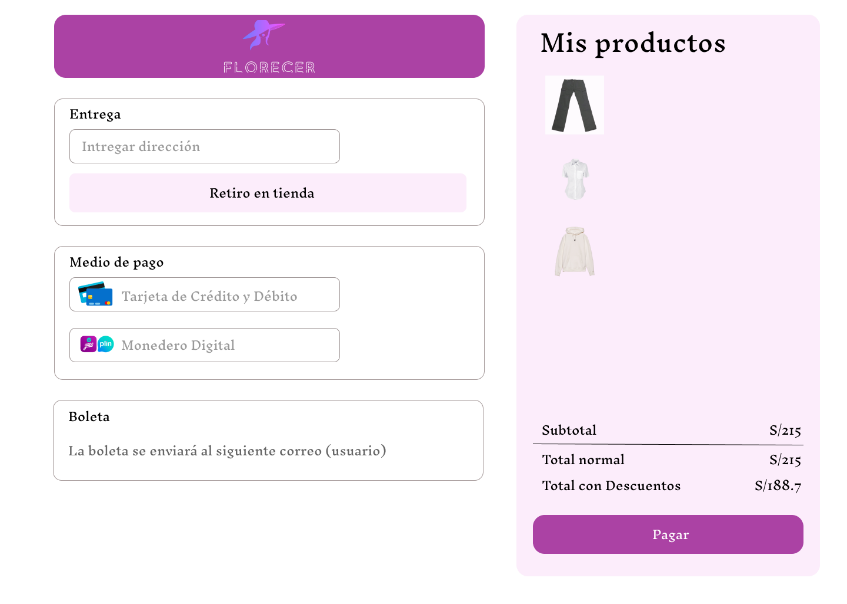 FLORECER
Entrega
Intregar dirección
Retiro en tienda
Medio de pago
Tarjeta de Crédito y Débito
plin
Monedero Digital
Boleta
La boleta se enviará al siguiente correo (usuario)
Mis productos
Subtotal S/215
Total normal S/215
Total con Descuentos S/188.7
Pagar